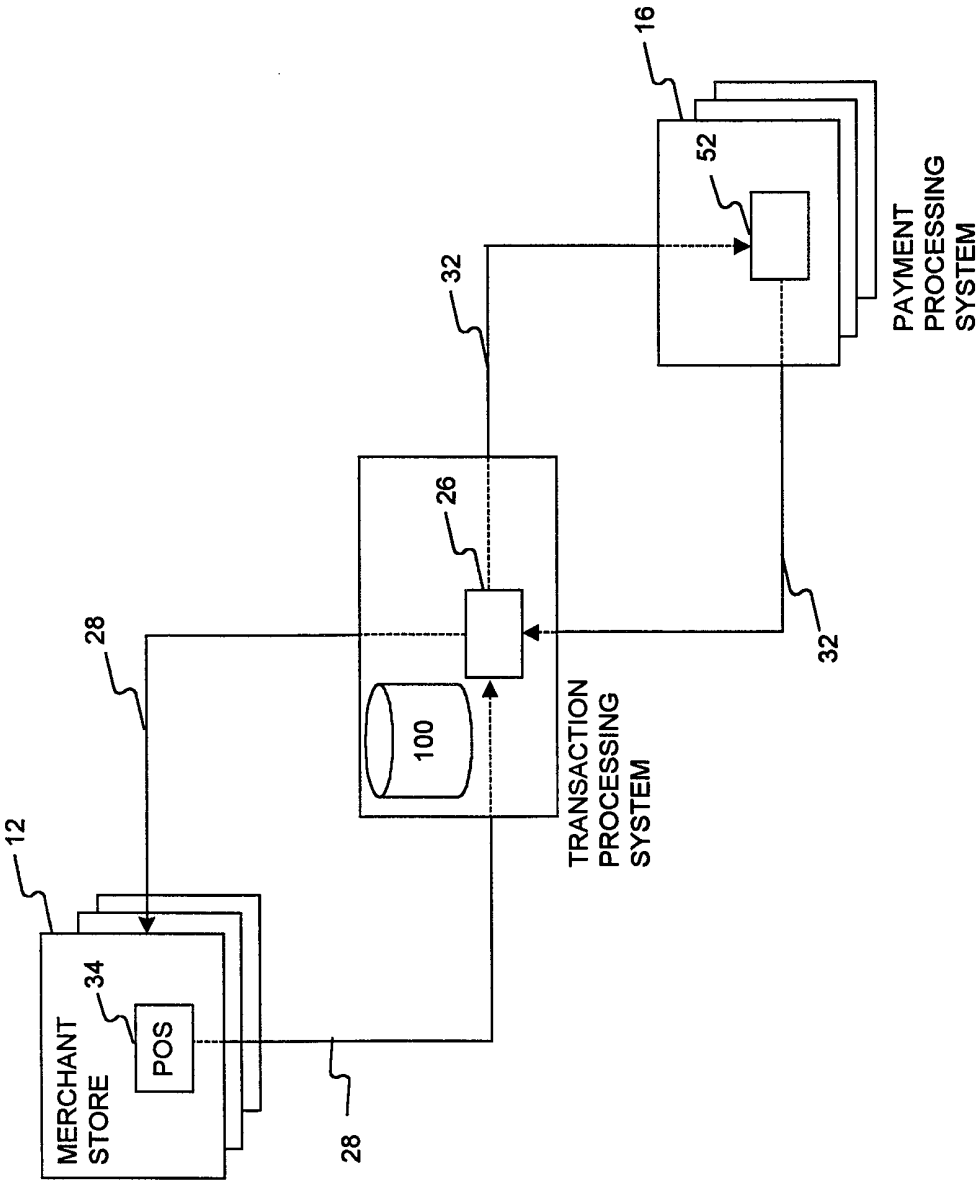 12
MERCHANT
STORE
34
POS
28
28
100
26
TRANSACTION
PROCESSING
SYSTEM
32
32
16
52
PAYMENT
PROCESSING
SYSTEM